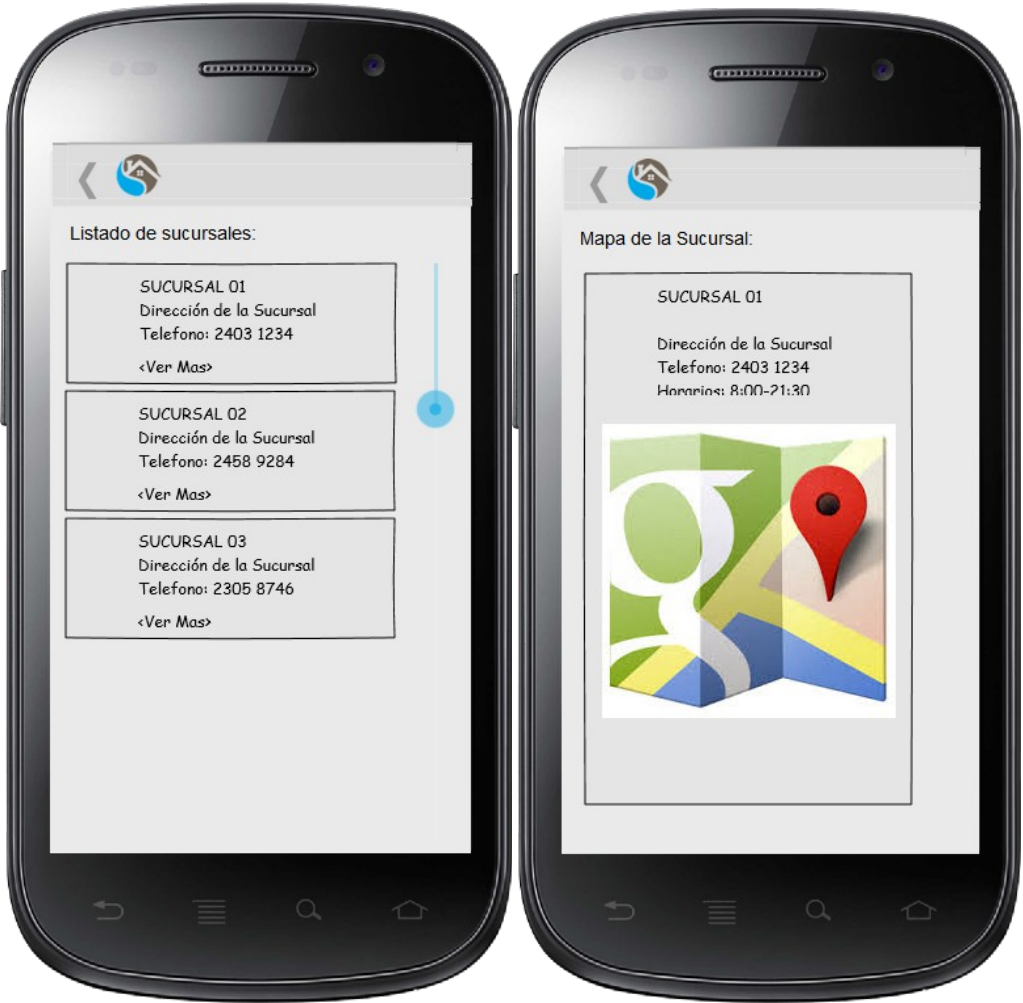 Listado de sucursales:
SUCURSAL 01
Dirección de la Sucursal
Telefono: 2403 1234
<Ver Mas>
SUCURSAL 02
Dirección de la Sucursal
Telefono: 2458 9284
<Ver Mas>
SUCURSAL 03
Dirección de la Sucursal
Telefono: 2305 8746
<Ver Mas>
Mapa de la Sucursal:
SUCURSAL 01
Dirección de la Sucursal
Telefono: 2403 1234
Horarios: 8:00-21:30
g